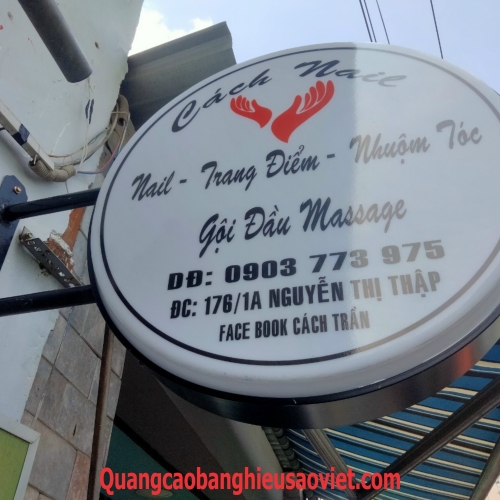 Cách Nail
Nail - Trang Điểm - Nhuộm Tóc
Gội Đầu Massage
DĐ: 0903 773 975
ĐC: 176/1A NGUYỄN THỊ THẬP
FACE BOOK CÁCH TRẦN
Quangcaobanghieusaoviet.com